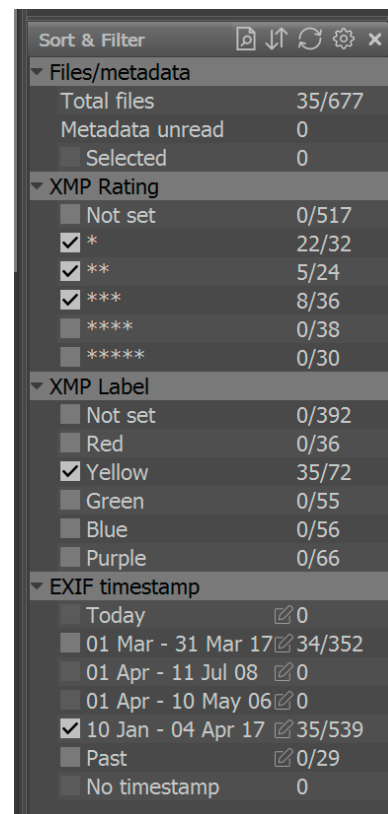 Sort & Filter
Files/metadata
Total files 35/677
Metadata unread 0
Selected 0
XMP Rating
Not set 0/517
* 22/32
** 5/24
*** 8/36
**** 0/38
***** 0/30
XMP Label
Not set 0/392
Red 0/36
Yellow 35/72
Green 0/55
Blue 0/56
Purple 0/66
EXIF timestamp
Today 0
01 Mar - 31 Mar 17 34/352
01 Apr - 11 Jul 08 0
01 Apr - 10 May 06 0
10 Jan - 04 Apr 17 35/539
Past 0/29
No timestamp 0